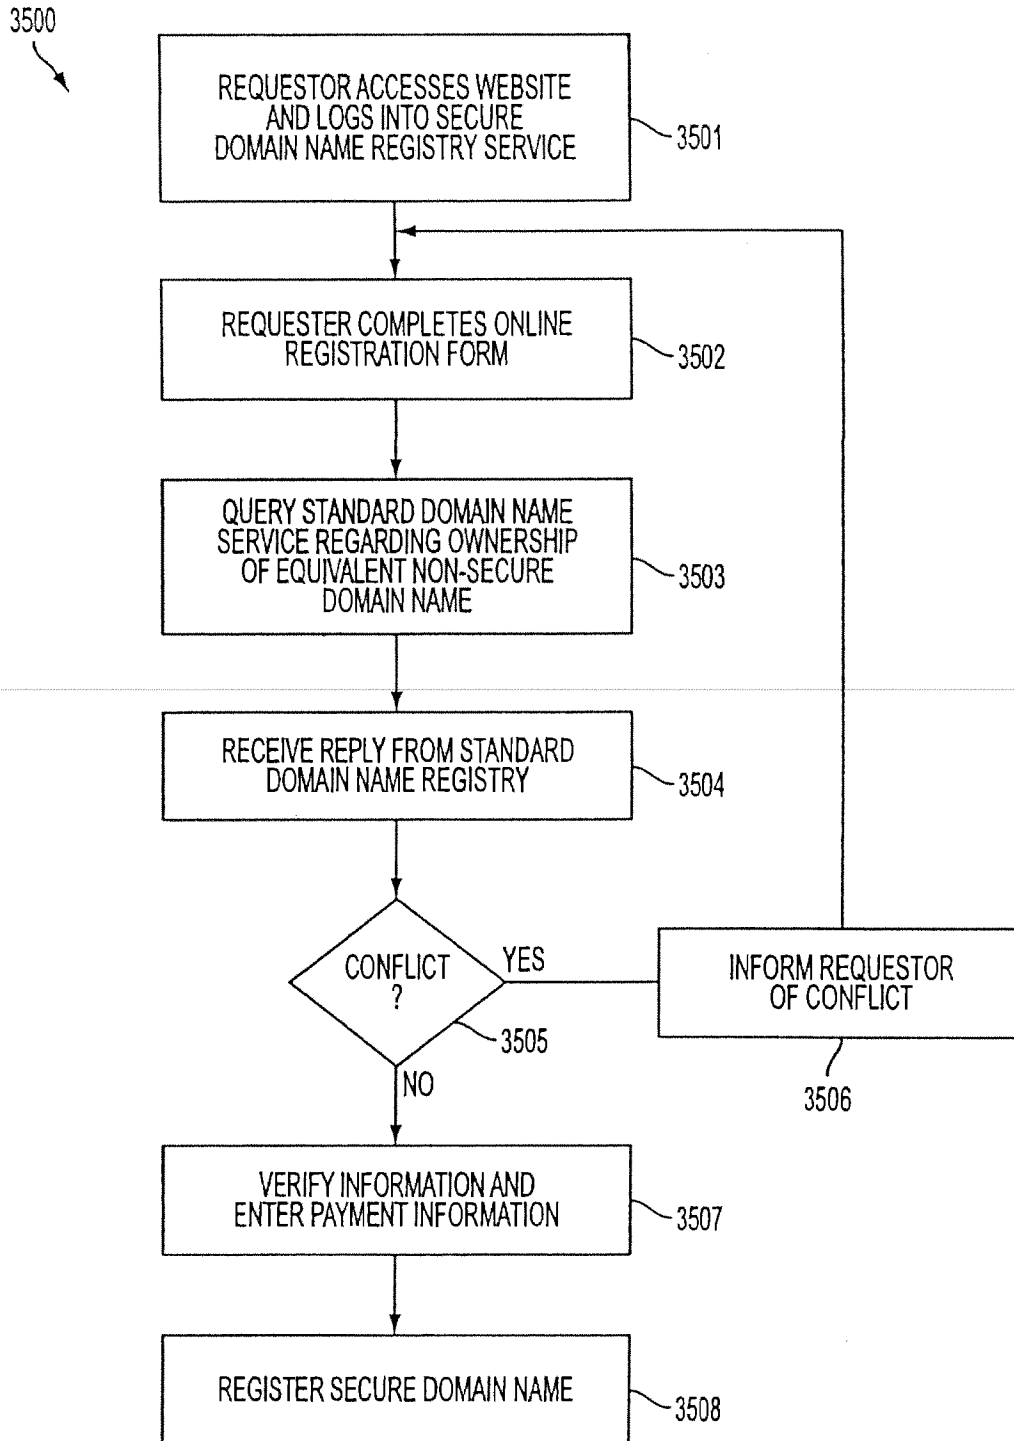 3500
REQUESTOR ACCESSES WEBSITE
AND LOGS INTO SECURE
DOMAIN NAME REGISTRY SERVICE
3501
REQUESTER COMPLETES ONLINE
REGISTRATION FORM
3502
QUERY STANDARD DOMAIN NAME
SERVICE REGARDING OWNERSHIP
OF EQUIVALENT NON-SECURE
DOMAIN NAME
3503
RECEIVE REPLY FROM STANDARD
DOMAIN NAME REGISTRY
3504
CONFLICT
?
YES
3505
INFORM REQUESTOR
OF CONFLICT
3506
NO
VERIFY INFORMATION AND
ENTER PAYMENT INFORMATION
3507
REGISTER SECURE DOMAIN NAME
3508